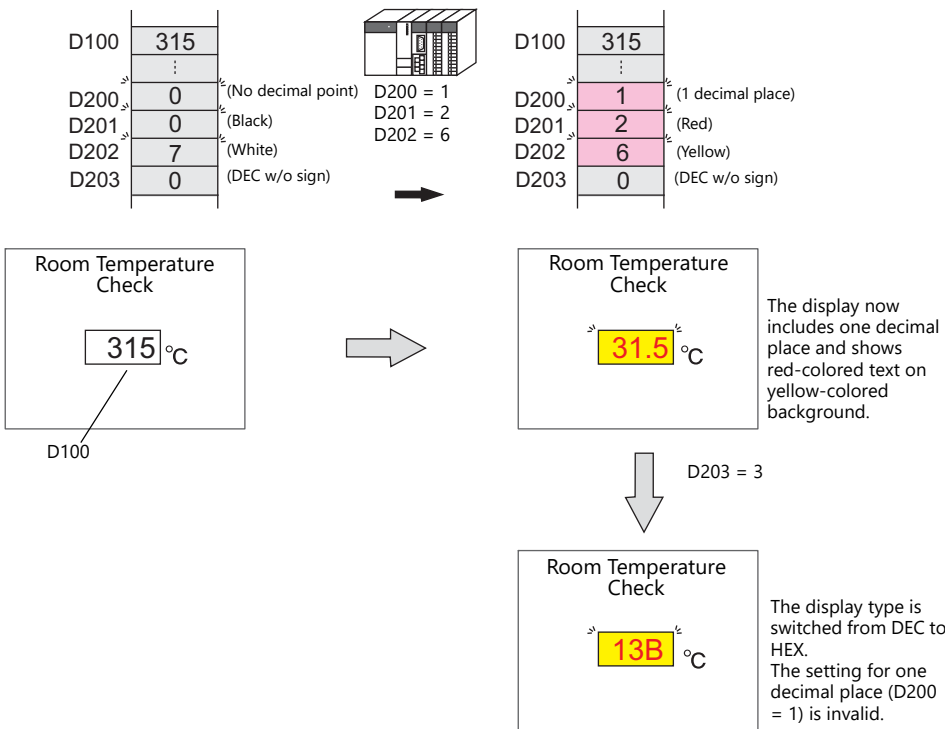 D100 315
D200 0 (No decimal point)
D201 0 (Black)
D202 7 (White)
D203 0 (DEC w/o sign)
D200 = 1
D201 = 2
D202 = 6
D100 315
D200 1 (1 decimal place)
D201 2 (Red)
D202 6 (Yellow)
D203 0 (DEC w/o sign)
Room Temperature
Check
315 °C
D100
Room Temperature
Check
31.5 °C
The display now
includes one decimal
place and shows
red-colored text on
yellow-colored
background.
D203 = 3
Room Temperature
Check
13B °C
The display type is
switched from DEC to
HEX.
The setting for one
decimal place (D200
= 1) is invalid.